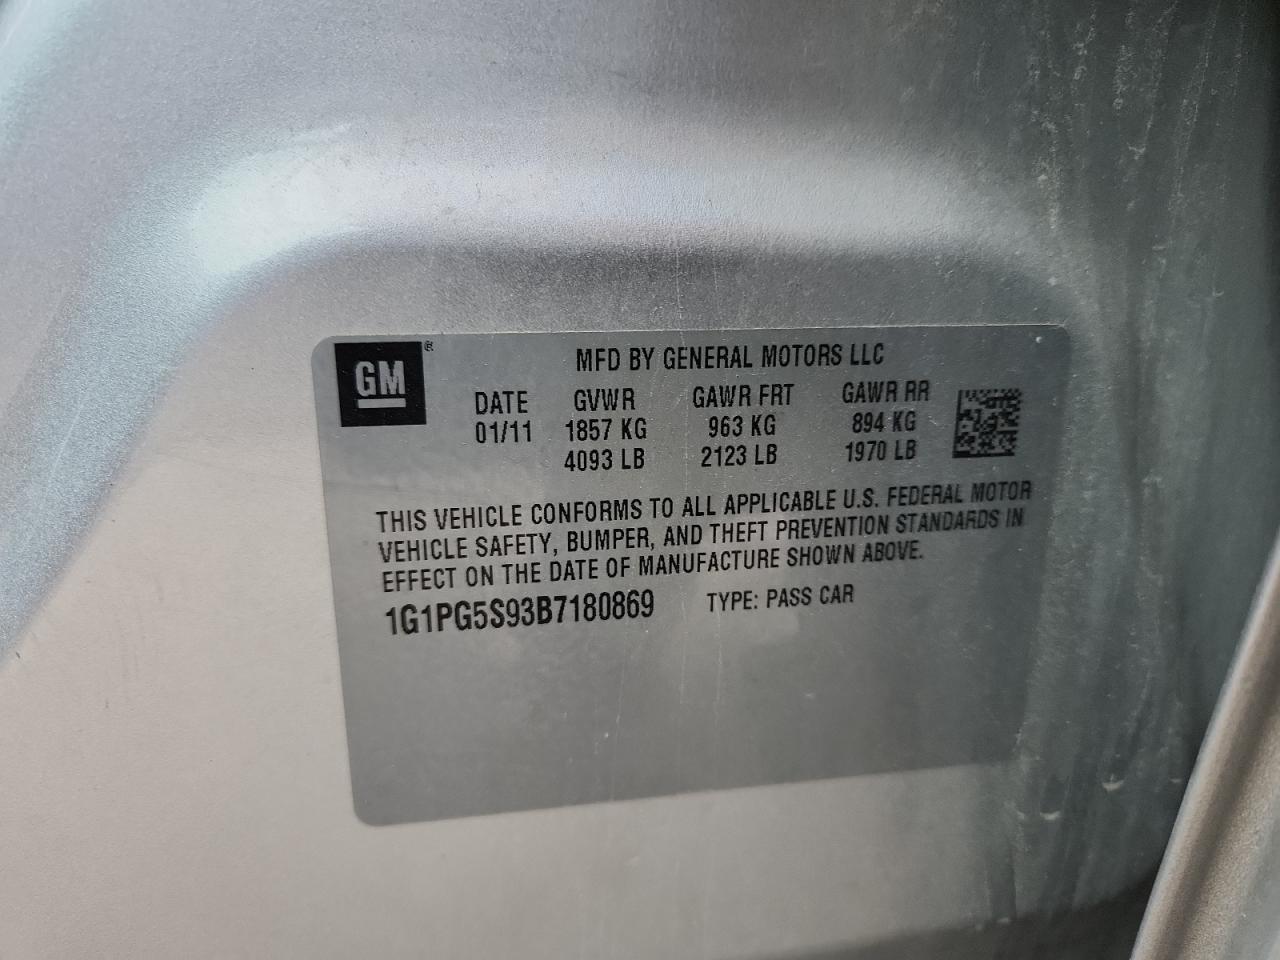 GM®
MFD BY GENERAL MOTORS LLC
DATE GVWR GAWR FRT GAWR RR
01/11 1857 KG 963 KG 894 KG
4093 LB 2123 LB 1970 LB
THIS VEHICLE CONFORMS TO ALL APPLICABLE U.S. FEDERAL MOTOR
VEHICLE SAFETY, BUMPER, AND THEFT PREVENTION STANDARDS IN
EFFECT ON THE DATE OF MANUFACTURE SHOWN ABOVE.
1G1PG5S93B7180869 TYPE: PASS CAR